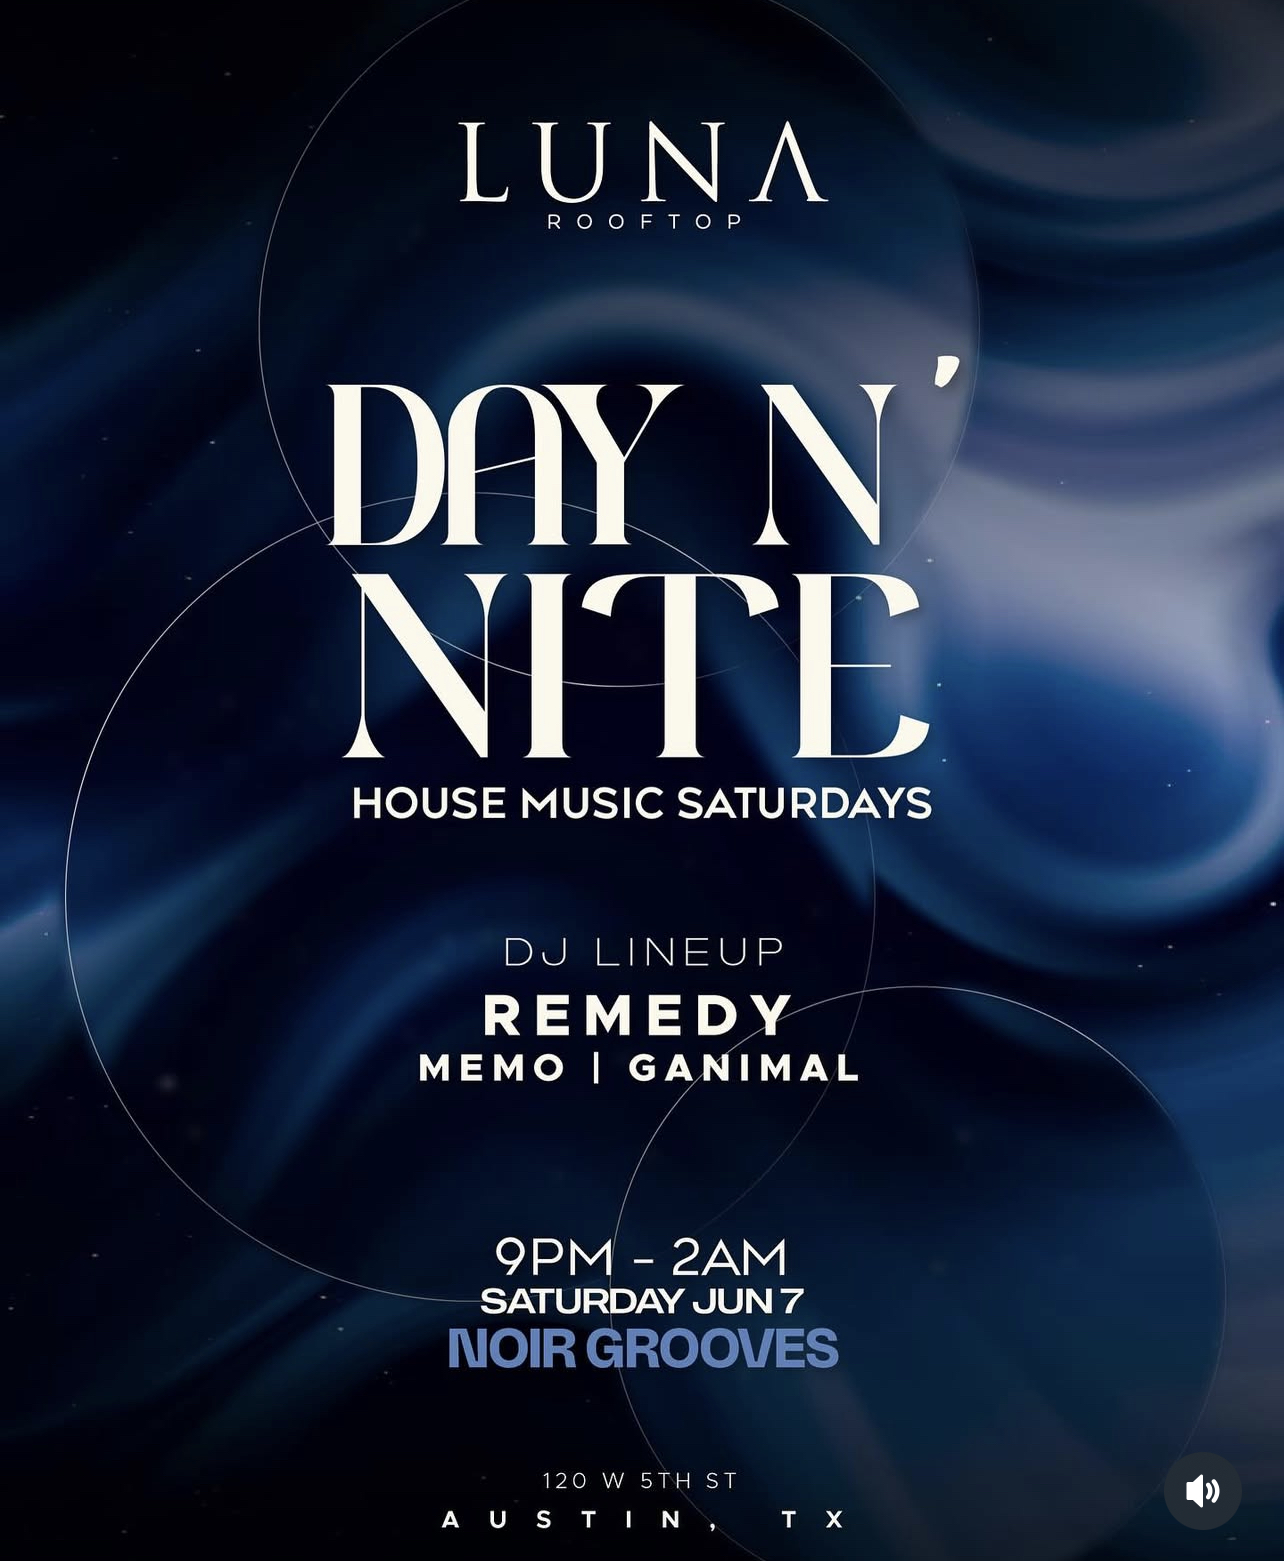 LUNA
ROOFTOP
DAY N'
NITE
HOUSE MUSIC SATURDAYS
DJ LINEUP
REMEDY
MEMO | GANIMAL
9PM – 2AM
SATURDAY JUN 7
NOIR GROOVES
120 W 5TH ST
AUSTIN, TX